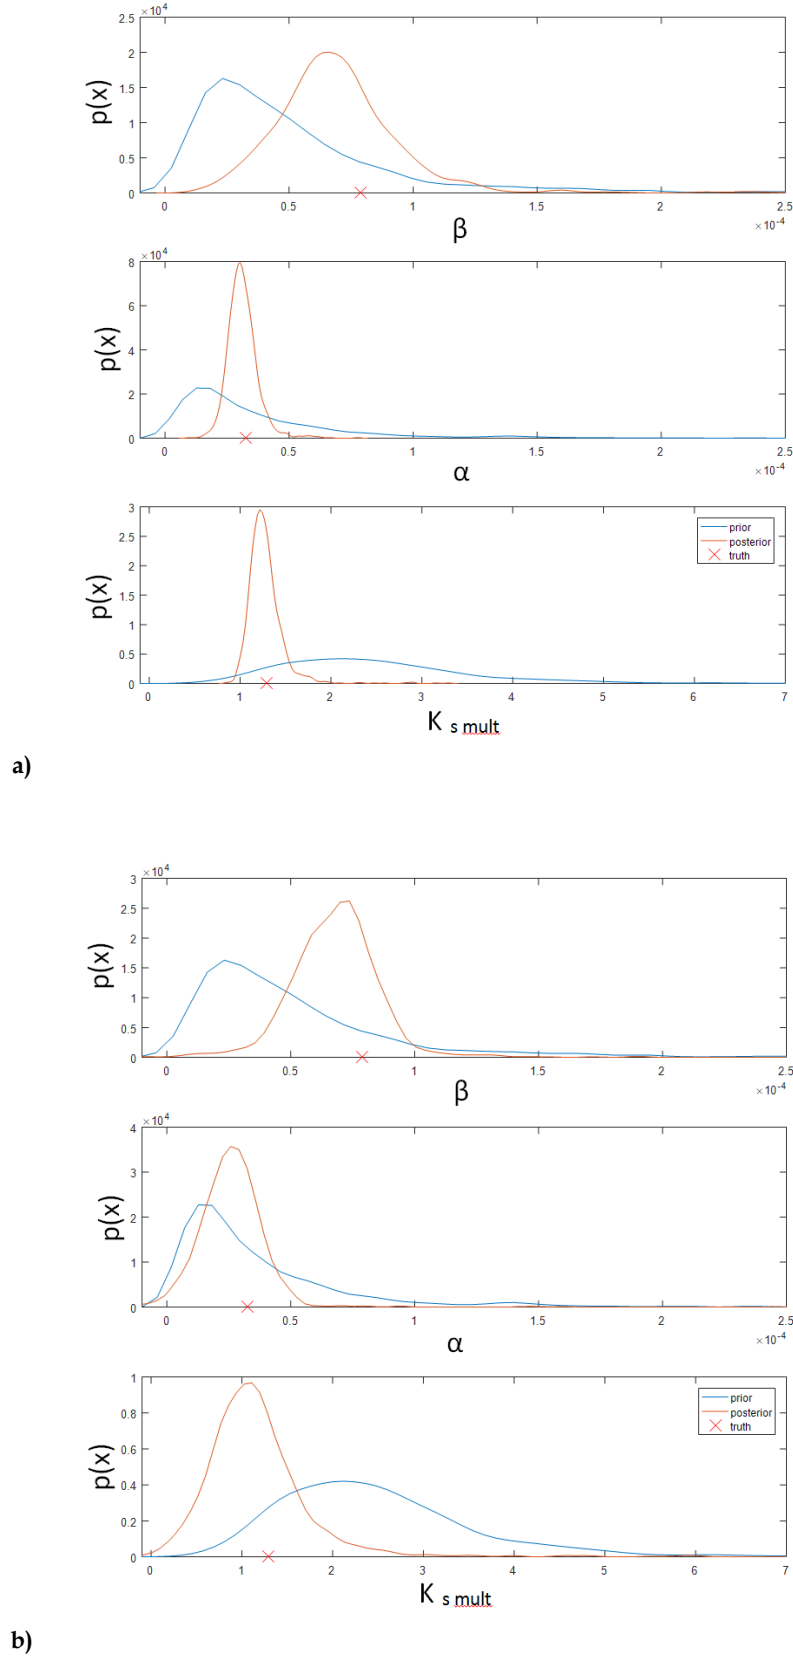 ×10⁴
2.5
2
1.5
1
0.5
0
p(x)
0 0.5 1 1.5 2 2.5
×10⁻⁴
β
×10⁴
8
6
4
2
0
p(x)
0 0.5 1 1.5 2 2.5
×10⁻⁴
α
3
2.5
2
1.5
1
0.5
0
p(x)
prior
posterior
truth
0 1 2 3 4 5 6 7
K s mult
a)
×10⁴
3
2.5
2
1.5
1
0.5
0
p(x)
0 0.5 1 1.5 2 2.5
×10⁻⁴
β
×10⁴
4
3
2
1
0
p(x)
0 0.5 1 1.5 2 2.5
×10⁻⁴
α
1
0.8
0.6
0.4
0.2
0
p(x)
prior
posterior
truth
0 1 2 3 4 5 6 7
K s mult
b)